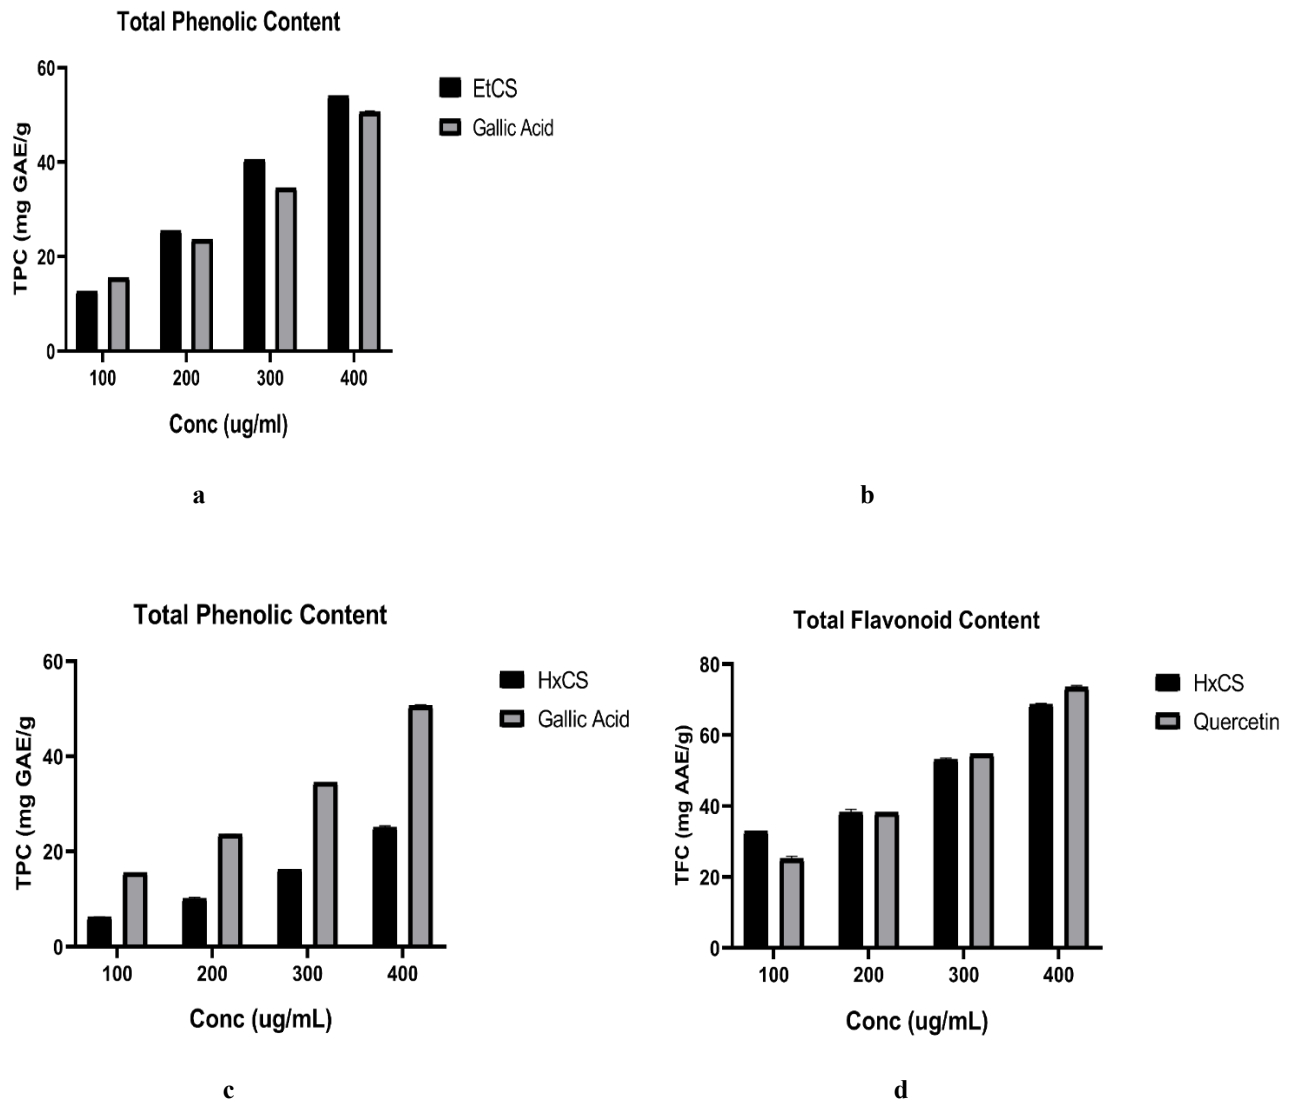 Total Phenolic Content
60
40
20
0
TPC (mg GAE/g
EtCS
Gallic Acid
100 200 300 400
Conc (ug/ml)
a
b
Total Phenolic Content
60
40
20
0
TPC (mg GAE/g
HxCS
Gallic Acid
100 200 300 400
Conc (ug/mL)
c
Total Flavonoid Content
80
60
40
20
0
TFC (mg AAE/g)
HxCS
Quercetin
100 200 300 400
Conc (ug/mL)
d